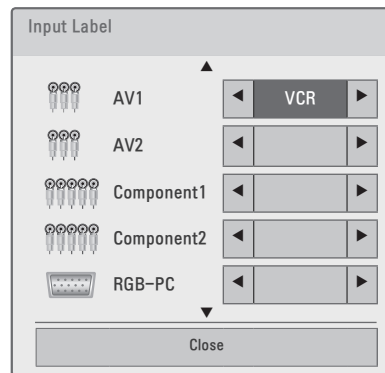 Input Label
AV1 VCR
AV2
Component1
Component2
RGB-PC
Close